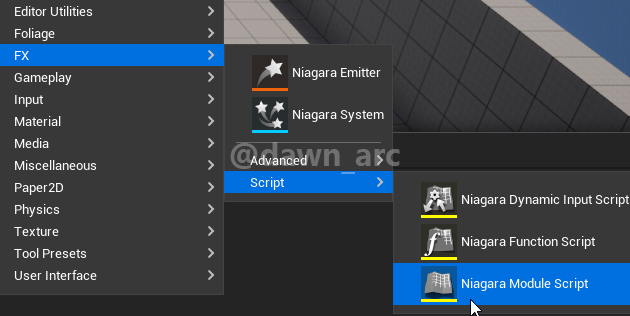 Editor Utilities
Foliage
FX
Gameplay
Input
Material
Media
Miscellaneous
Paper2D
Physics
Texture
Tool Presets
User Interface
Niagara Emitter
Niagara System
@dawn_arc
Advanced
Script
Niagara Dynamic Input Script
Niagara Function Script
Niagara Module Script